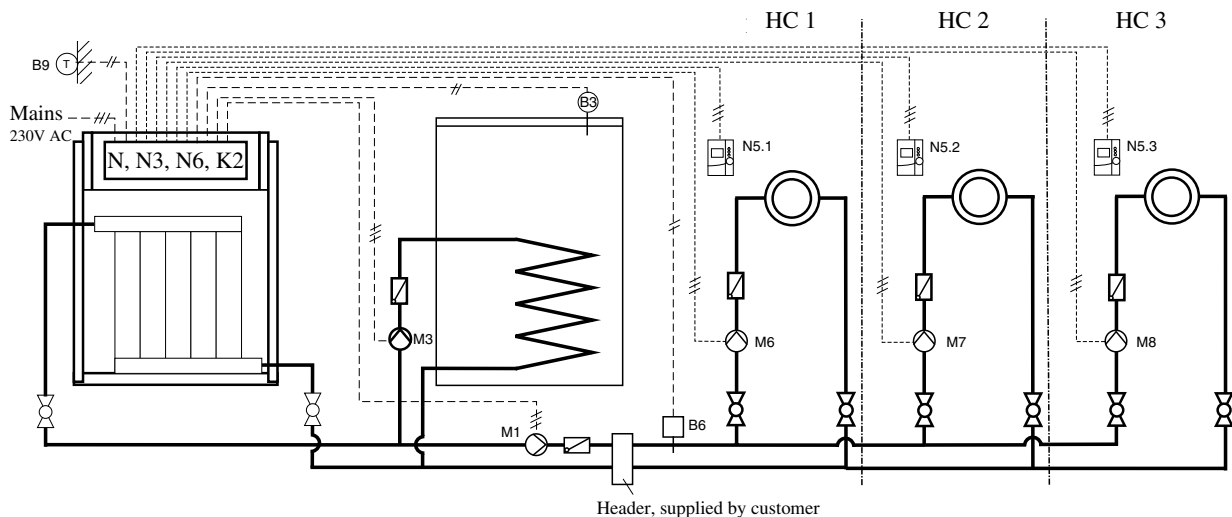 HC 1
HC 2
HC 3
B9
T
Mains
230V AC
N, N3, N6, K2
B3
N5.1
N5.2
N5.3
M3
M6
M7
M8
M1
B6
Header, supplied by customer